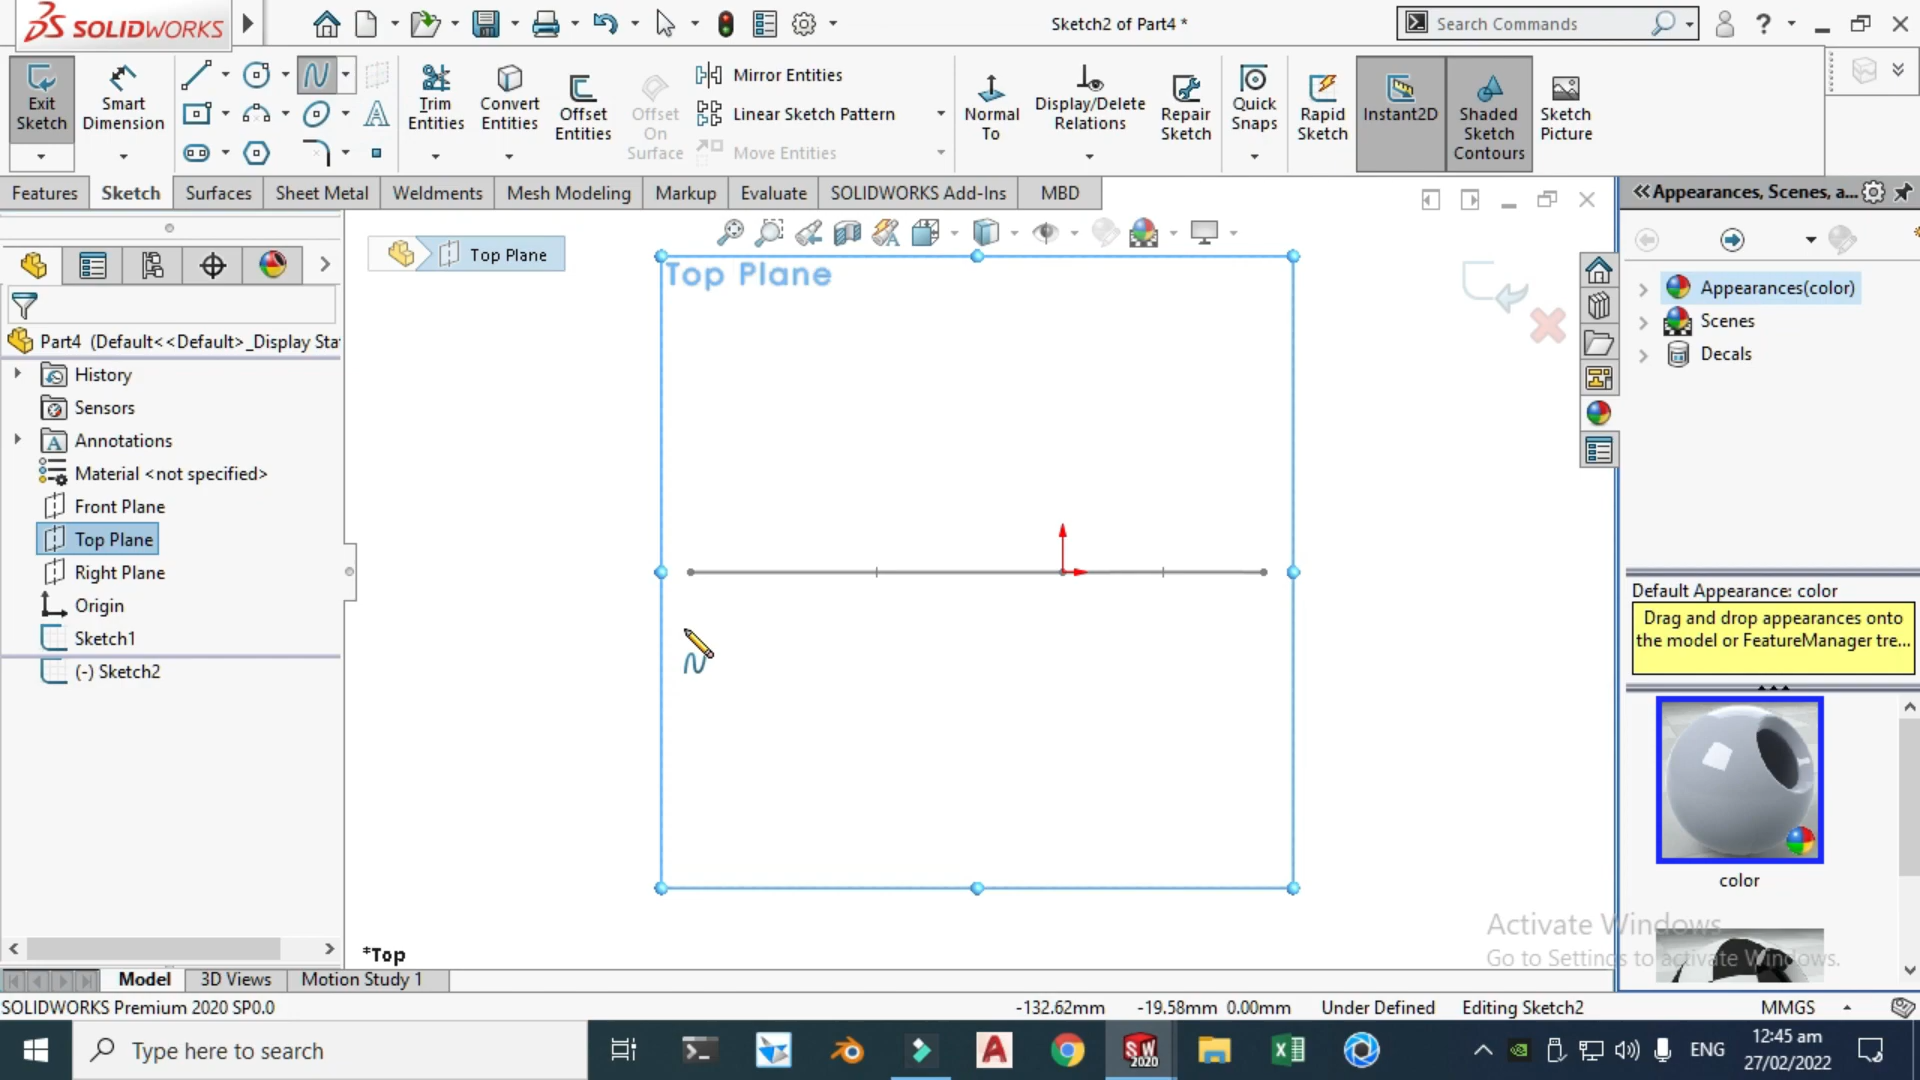 SOLIDWORKS
Sketch2 of Part4 *
Search Commands
Exit Sketch
Smart Dimension
Trim Entities
Convert Entities
Offset Entities
Offset On Surface
Mirror Entities
Linear Sketch Pattern
Move Entities
Normal To
Display/Delete Relations
Repair Sketch
Quick Snaps
Rapid Sketch
Instant2D
Shaded Sketch Contours
Sketch Picture
Features
Sketch
Surfaces
Sheet Metal
Weldments
Mesh Modeling
Markup
Evaluate
SOLIDWORKS Add-Ins
MBD
Appearances, Scenes, a...
Top Plane
Top Plane
Part4 (Default<<Default>_Display Sta
History
Sensors
Annotations
Material <not specified>
Front Plane
Top Plane
Right Plane
Origin
Sketch1
(-) Sketch2
Appearances(color)
Scenes
Decals
Default Appearance: color
Drag and drop appearances onto
the model or FeatureManager tre...
color
Activate Windows
Go to Settings to activate Windows.
*Top
Model
3D Views
Motion Study 1
SOLIDWORKS Premium 2020 SP0.0
-132.62mm
-19.58mm
0.00mm
Under Defined
Editing Sketch2
MMGS
Type here to search
SW
2020
ENG
12:45 am
27/02/2022